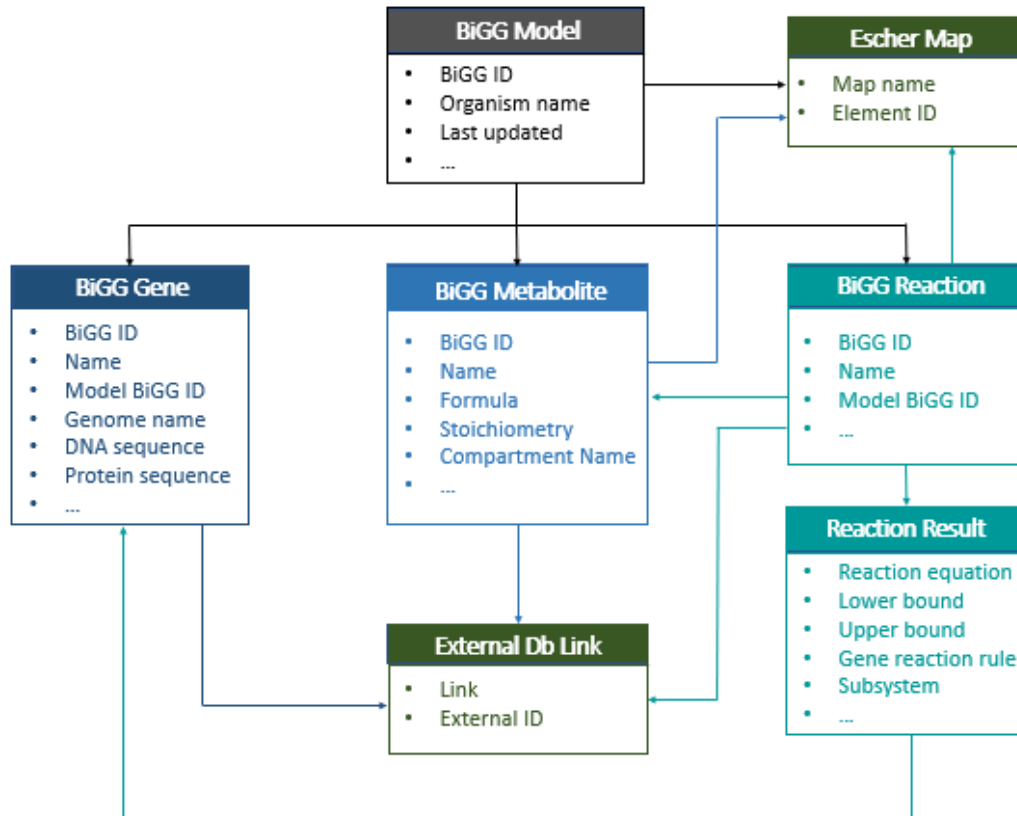 BiGG Model
• BiGG ID
• Organism name
• Last updated
• ...
Escher Map
• Map name
• Element ID
BiGG Gene
• BiGG ID
• Name
• Model BiGG ID
• Genome name
• DNA sequence
• Protein sequence
• ...
BiGG Metabolite
• BiGG ID
• Name
• Formula
• Stoichiometry
• Compartment Name
• ...
BiGG Reaction
• BiGG ID
• Name
• Model BiGG ID
• ...
Reaction Result
• Reaction equation
• Lower bound
• Upper bound
• Gene reaction rule
• Subsystem
• ...
External Db Link
• Link
• External ID